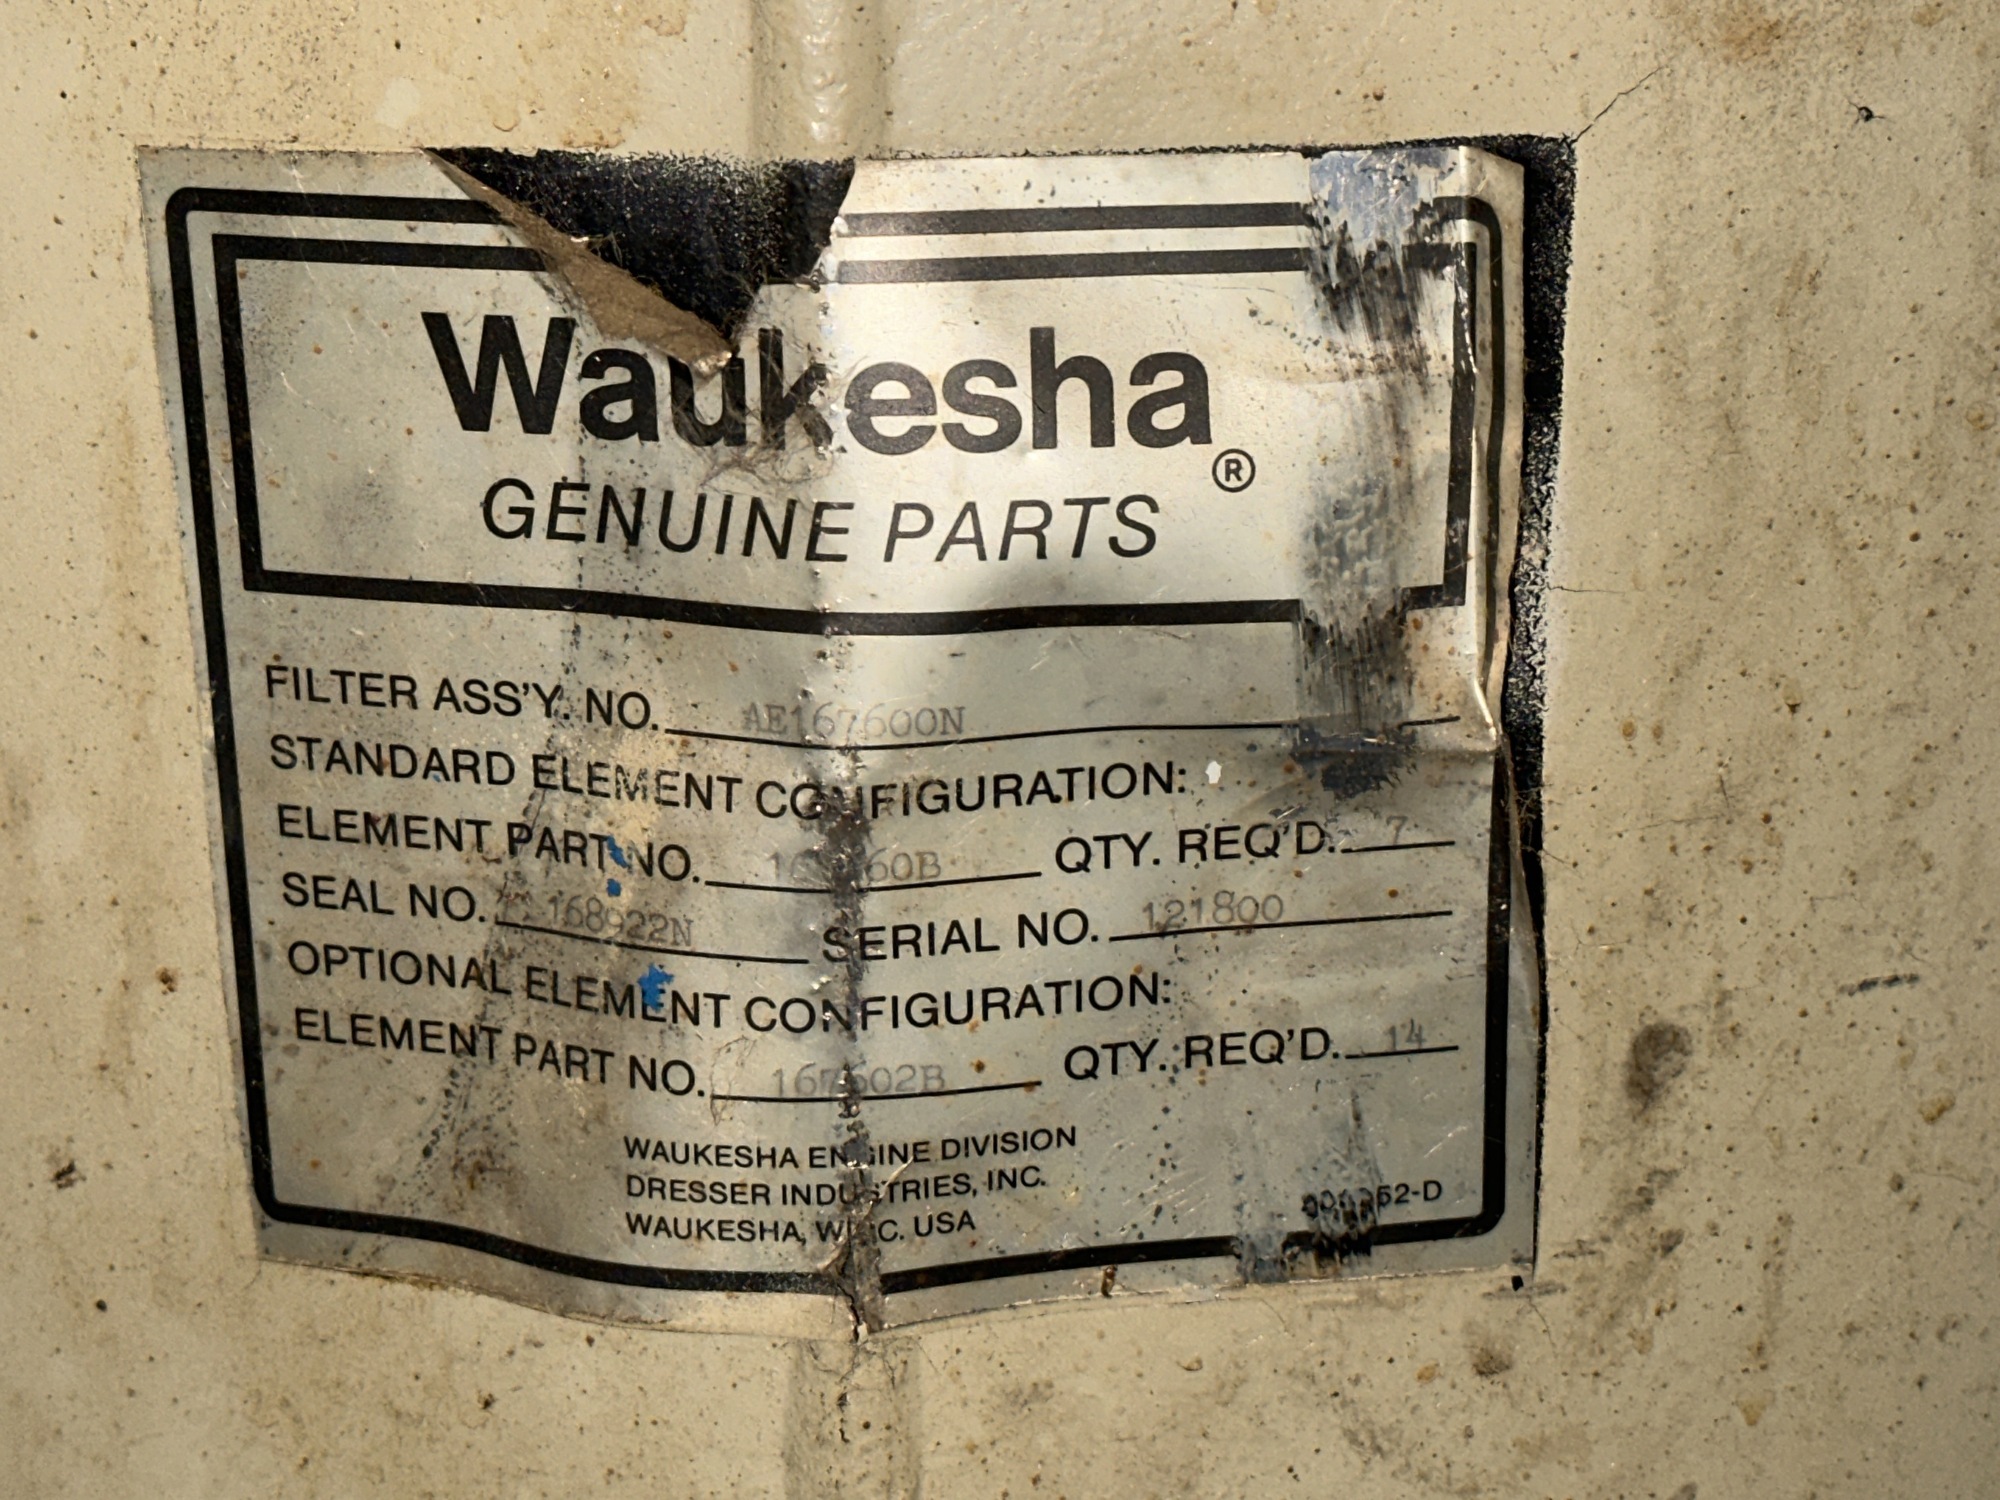 Waukesha®
GENUINE PARTS
FILTER ASS'Y. NO. AE167600N
STANDARD ELEMENT CONFIGURATION:
ELEMENT PART NO. QTY. REQ'D. 7
SEAL NO. 168922N SERIAL NO. 121800
OPTIONAL ELEMENT CONFIGURATION:
ELEMENT PART NO. 167602B QTY. REQ'D. 14
WAUKESHA ENGINE DIVISION
DRESSER INDUSTRIES, INC.
WAUKESHA, WISC. USA